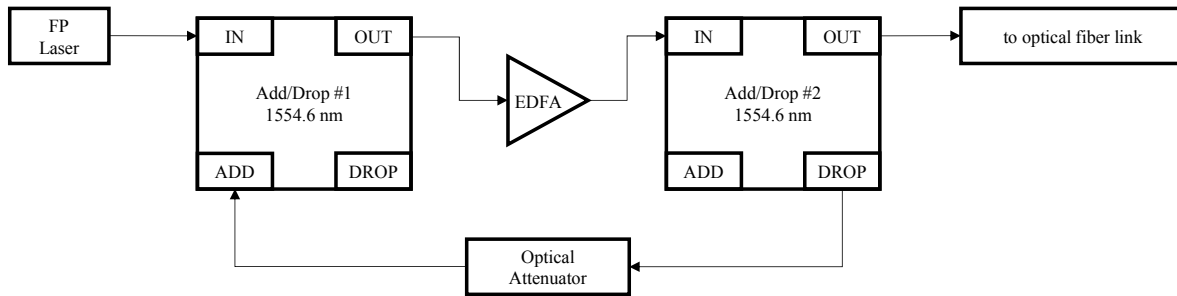 FP
Laser
IN
OUT
Add/Drop #1
1554.6 nm
ADD
DROP
EDFA
IN
OUT
Add/Drop #2
1554.6 nm
ADD
DROP
to optical fiber link
Optical
Attenuator